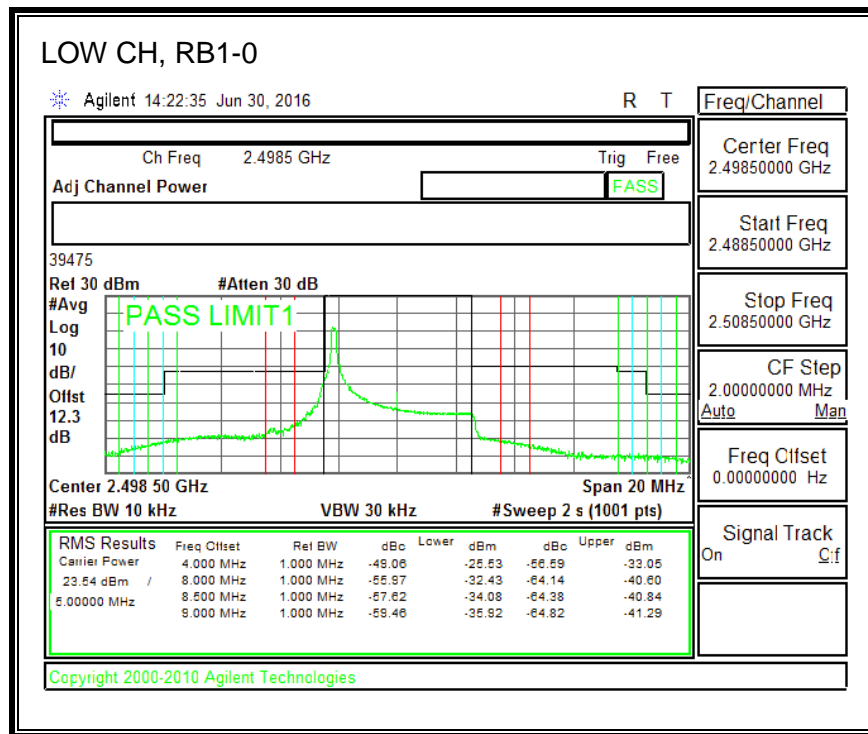 LOW CH, RB1-0
Agilent 14:22:35 Jun 30, 2016 R T
Freq/Channel
Ch Freq 2.4985 GHz Trig Free
Adj Channel Power PASS
Center Freq
2.49850000 GHz
Start Freq
2.48850000 GHz
Stop Freq
2.50850000 GHz
CF Step
2.00000000 MHz
Auto Man
Freq Offset
0.00000000 Hz
Signal Track
On Off
39475
Ref 30 dBm #Atten 30 dB
#Avg
Log
10
dB/
Offst
12.3
dB
PASS LIMIT1
Center 2.498 50 GHz Span 20 MHz
#Res BW 10 kHz VBW 30 kHz #Sweep 2 s (1001 pts)
RMS Results Freq Offset Ref BW dBc Lower dBm dBc Upper dBm
Carrier Power 4.000 MHz 1.000 MHz -49.06 -25.53 -56.59 -33.05
23.54 dBm / 8.000 MHz 1.000 MHz -55.97 -32.43 -64.14 -40.60
5.00000 MHz 8.500 MHz 1.000 MHz -57.62 -34.08 -64.38 -40.84
9.000 MHz 1.000 MHz -59.46 -35.92 -64.82 -41.29
Copyright 2000-2010 Agilent Technologies